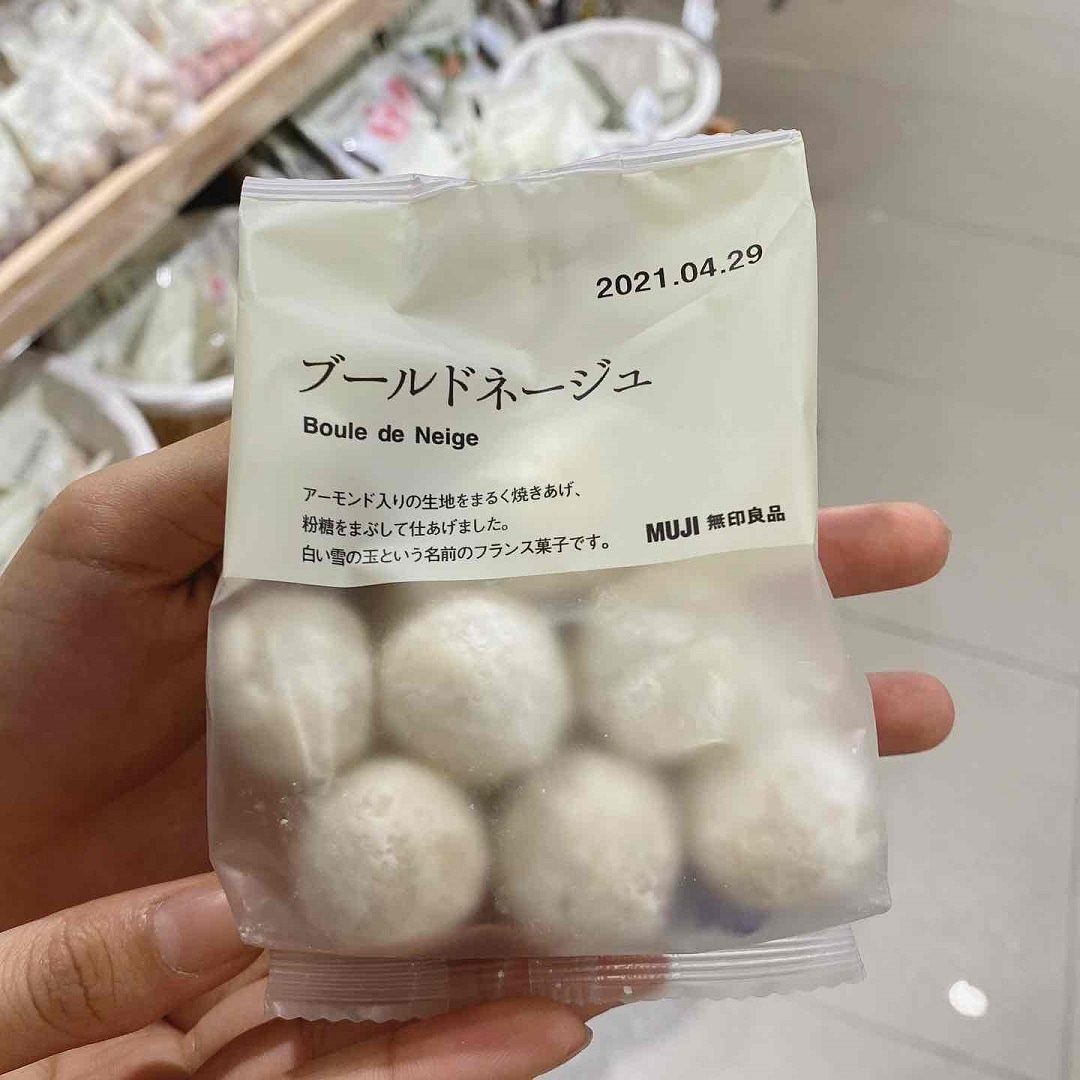 2021.04.29
ブールドネージュ
Boule de Neige
アーモンド入りの生地をまるく焼きあげ、
粉糖をまぶして仕あげました。
白い雪の玉という名前のフランス菓子です。
MUJI 無印良品